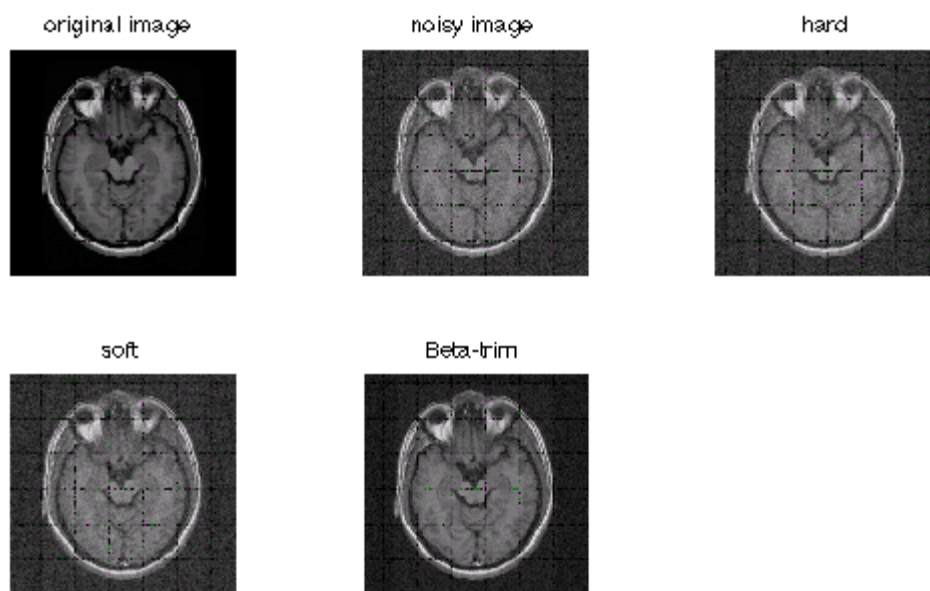 original image
noisy image
hard
soft
Beta-trim